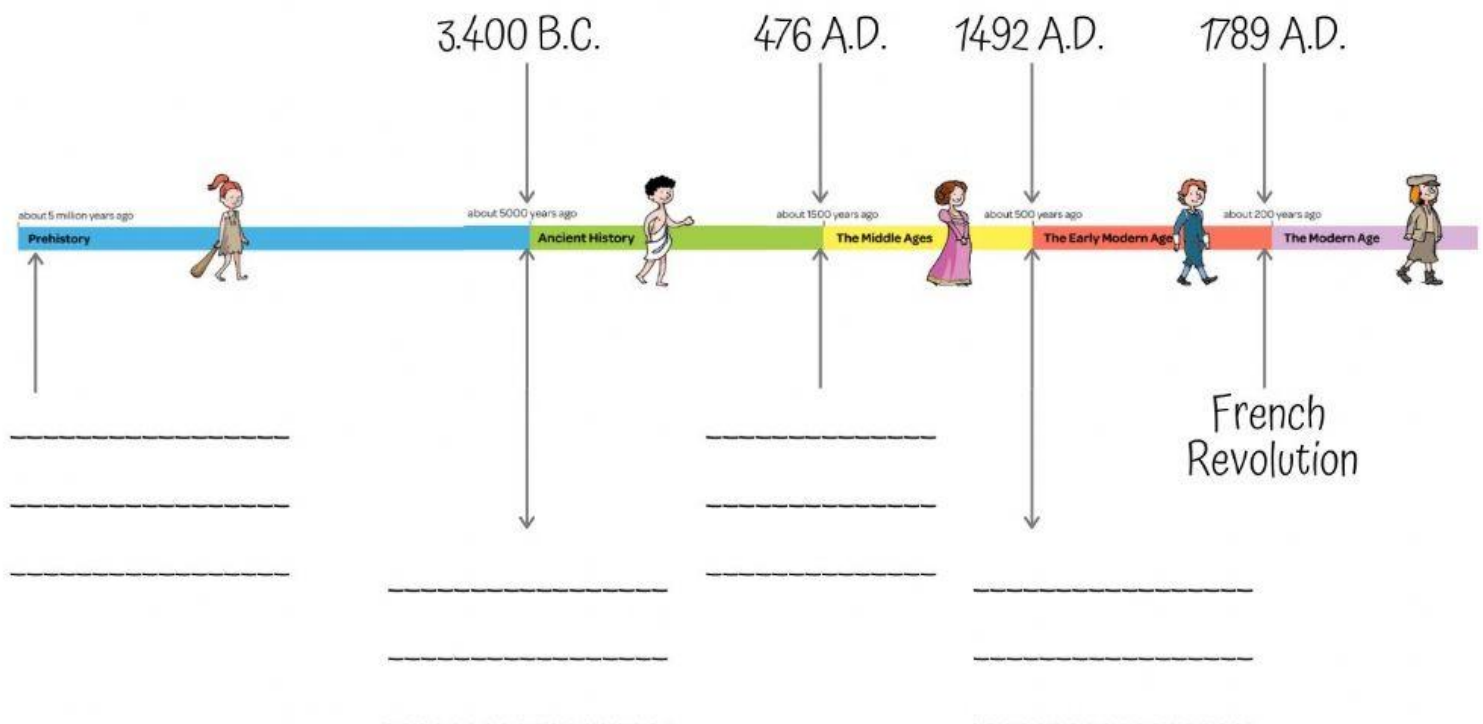 3.400 B.C. 476 A.D. 1492 A.D. 1789 A.D.
about 5 million years ago about 5000 years ago about 1500 years ago about 500 years ago about 200 years ago
Prehistory Ancient History The Middle Ages The Early Modern Age The Modern Age
French
Revolution